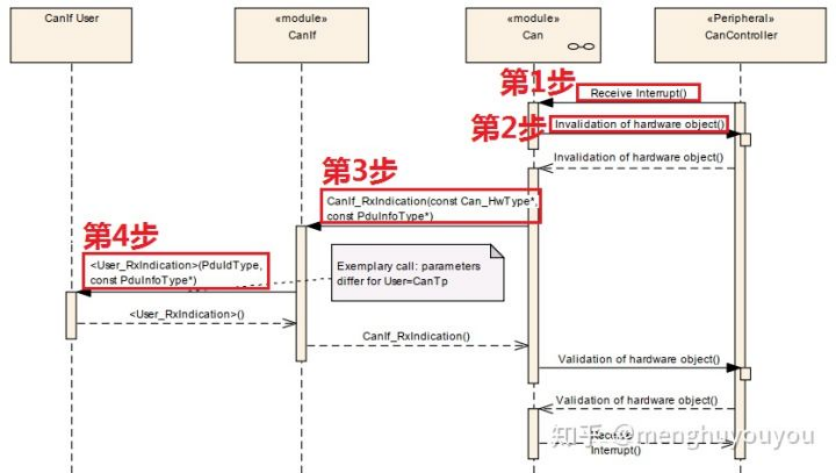 CanIf User
«module»
CanIf
«module»
Can
«Peripheral»
CanController
第1步
Receive Interrupt()
第2步
Invalidation of hardware object()
Invalidation of hardware object()
第3步
CanIf_RxIndication(const Can_HwType*,
const PduInfoType*)
第4步
<User_RxIndication>(PduIdType,
const PduInfoType*)
Exemplary call: parameters
differ for User=CanTp
<User_RxIndication>()
CanIf_RxIndication()
Validation of hardware object()
Validation of hardware object()
知乎 @menghuyouyou
Receive
Interrupt()